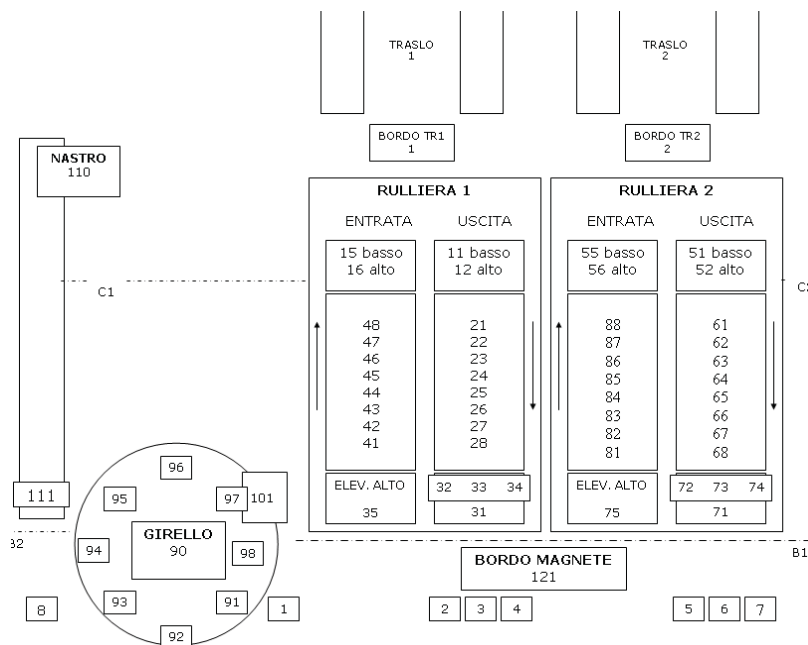 TRASLO
1
TRASLO
2
BORDO TR1
1
BORDO TR2
2
NASTRO
110
RULLIERA 1
ENTRATA USCITA
15 basso
16 alto
11 basso
12 alto
48
47
46
45
44
43
42
41
21
22
23
24
25
26
27
28
ELEV. ALTO
35
32 33 34
31
RULLIERA 2
ENTRATA USCITA
55 basso
56 alto
51 basso
52 alto
88
87
86
85
84
83
82
81
61
62
63
64
65
66
67
68
ELEV. ALTO
75
72 73 74
71
C1
111
96
95
97
101
GIRELLO
90
94
98
93
91
92
B1
BORDO MAGNETE
121
8
1
2 3 4
5 6 7